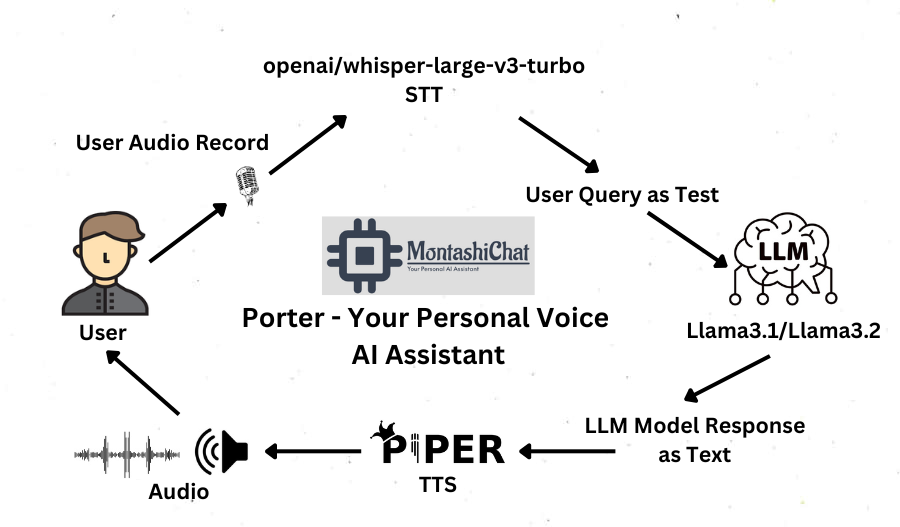 openai/whisper-large-v3-turbo
STT
User Audio Record
User Query as Test
LLM
MontashiChat
Your Personal AI Assistant
Porter - Your Personal Voice
AI Assistant
User
Llama3.1/Llama3.2
LLM Model Response
as Text
PIPER
TTS
Audio